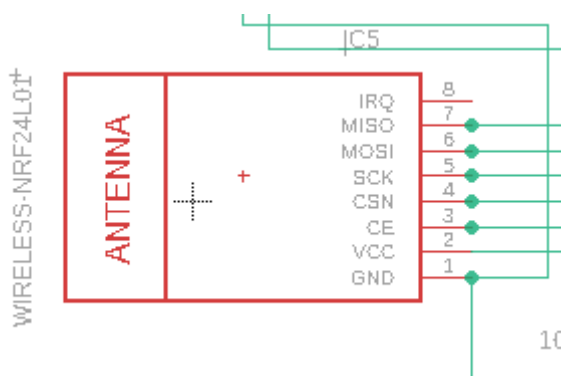 IC5
WIRELESS-NRF24L01+
ANTENNA
IRQ 8
MISO 7
MOSI 6
SCK 5
CSN 4
CE 3
VCC 2
GND 1
10